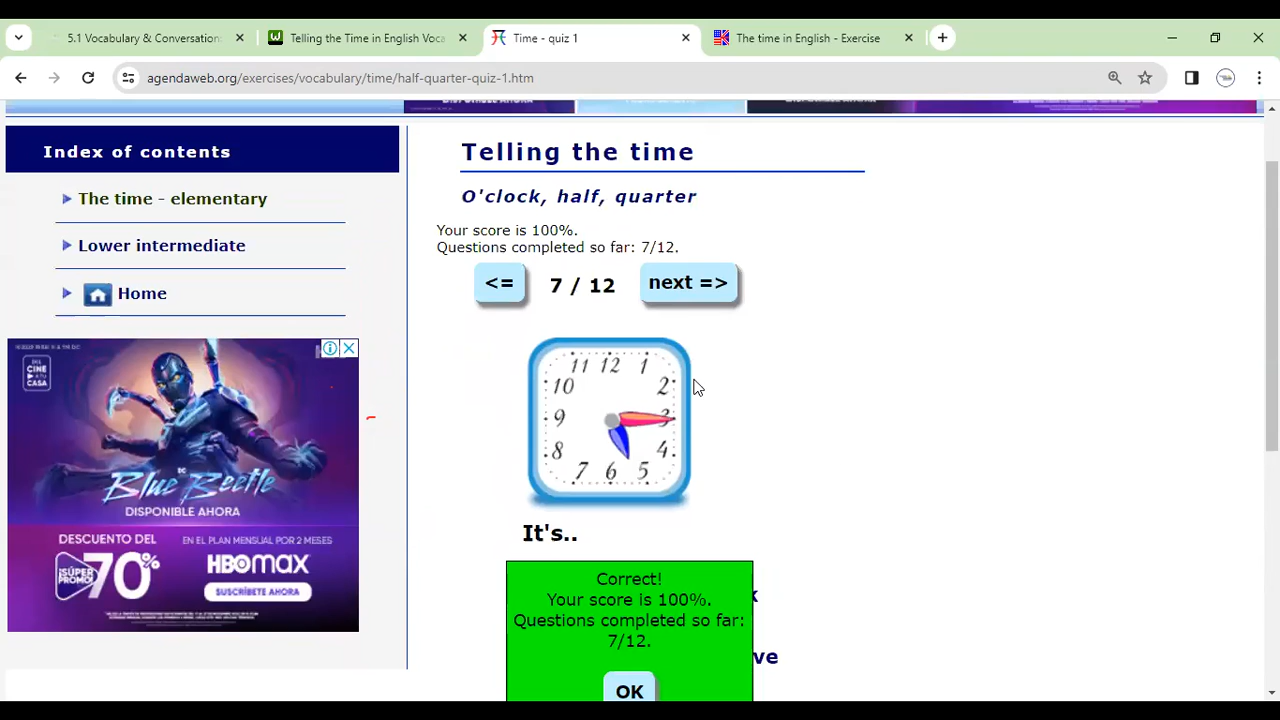 5.1 Vocabulary & Conversation
Telling the Time in English Voca
Time - quiz 1
The time in English - Exercise
agendaweb.org/exercises/vocabulary/time/half-quarter-quiz-1.htm
Index of contents
The time - elementary
Lower intermediate
Home
Telling the time
O'clock, half, quarter
Your score is 100%.
Questions completed so far: 7/12.
<= 7 / 12 next =>
11 12 1
10 2
9 3
8 4
7 6 5
It's..
Correct!
Your score is 100%.
Questions completed so far:
7/12.
OK
ve
CINE
CASA
DC
BLUE BEETLE
DISPONIBLE AHORA
DESCUENTO DEL
¡SÚPER
PROMO!
70%
EN EL PLAN MENSUAL POR 2 MESES
HBOMAX
SUSCRÍBETE AHORA